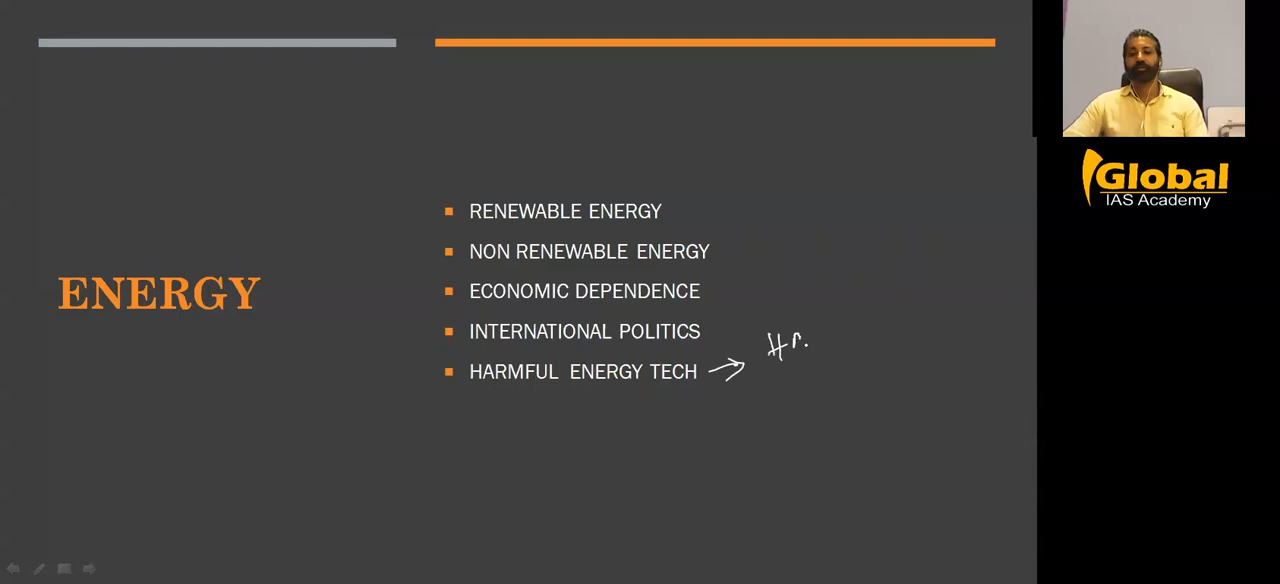 Global
IAS Academy
ENERGY
RENEWABLE ENERGY
NON RENEWABLE ENERGY
ECONOMIC DEPENDENCE
INTERNATIONAL POLITICS
HARMFUL ENERGY TECH →